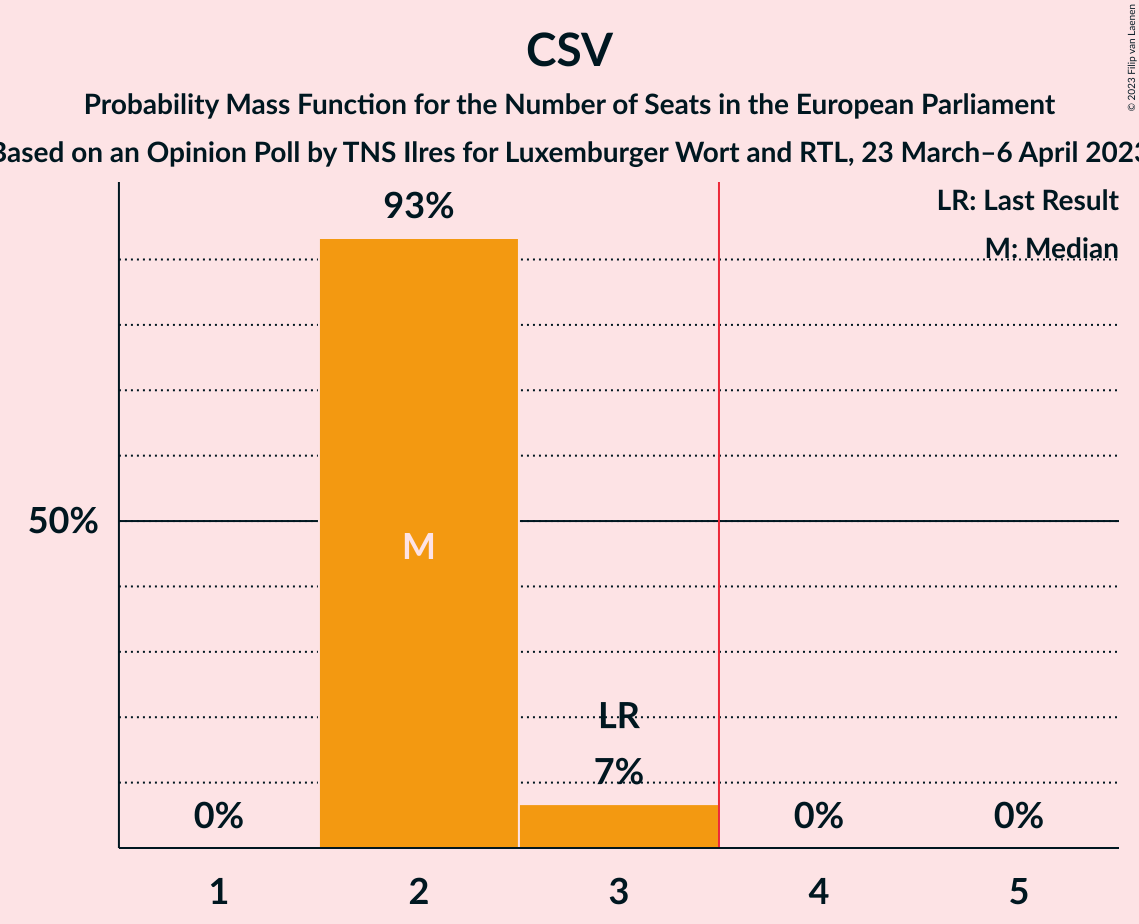 CSV
Probability Mass Function for the Number of Seats in the European Parliament
Based on an Opinion Poll by TNS Ilres for Luxemburger Wort and RTL, 23 March–6 April 2023
© 2023 Filip van Laenen
LR: Last Result
M: Median
93%
50%
M
LR
7%
0%
0%
0%
1
2
3
4
5